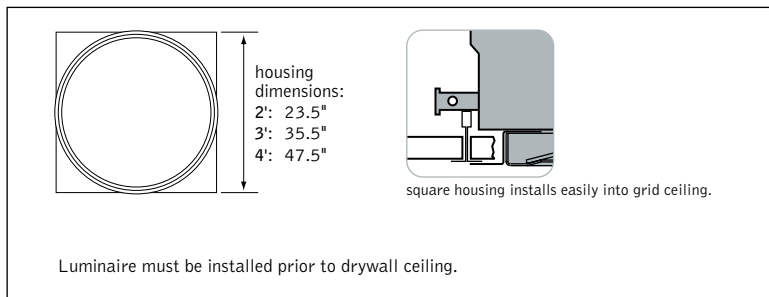 housing
dimensions:
2': 23.5"
3': 35.5"
4': 47.5"
square housing installs easily into grid ceiling.
Luminaire must be installed prior to drywall ceiling.